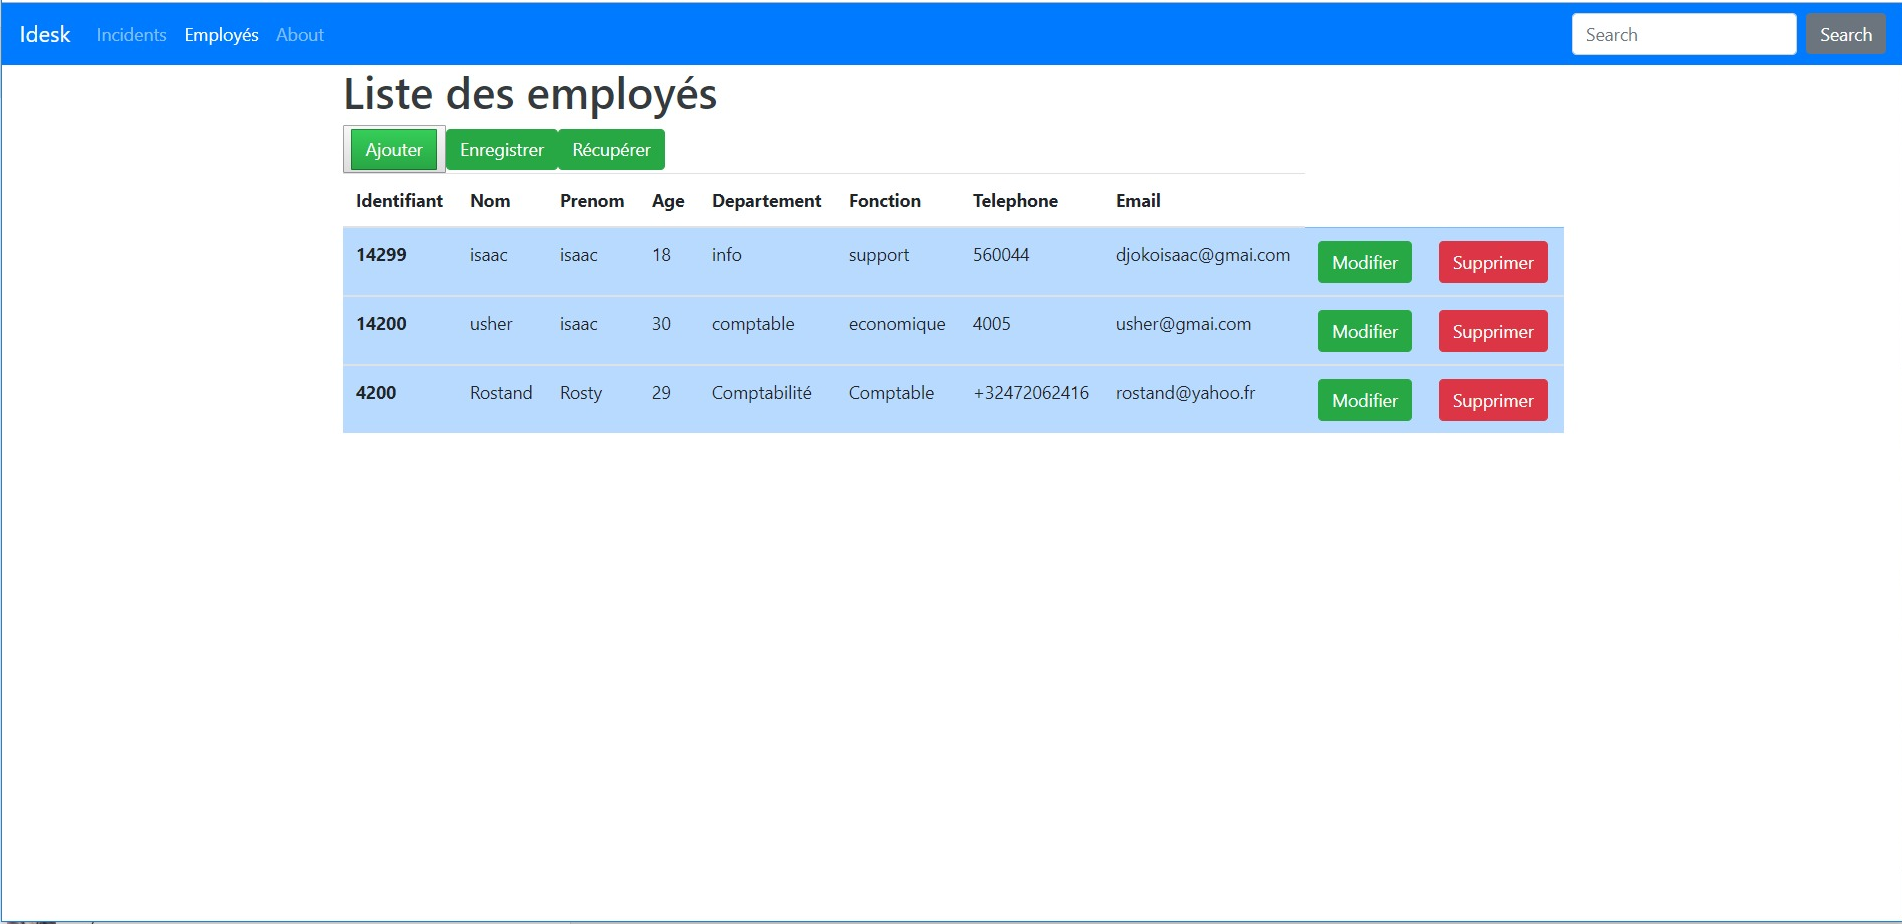 Idesk Incidents Employés About Search Search
Liste des employés
Ajouter Enregistrer Récupérer
Identifiant Nom Prenom Age Departement Fonction Telephone Email
14299 isaac isaac 18 info support 560044 djokoisaac@gmai.com Modifier Supprimer
14200 usher isaac 30 comptable economique 4005 usher@gmai.com Modifier Supprimer
4200 Rostand Rosty 29 Comptabilité Comptable +32472062416 rostand@yahoo.fr Modifier Supprimer